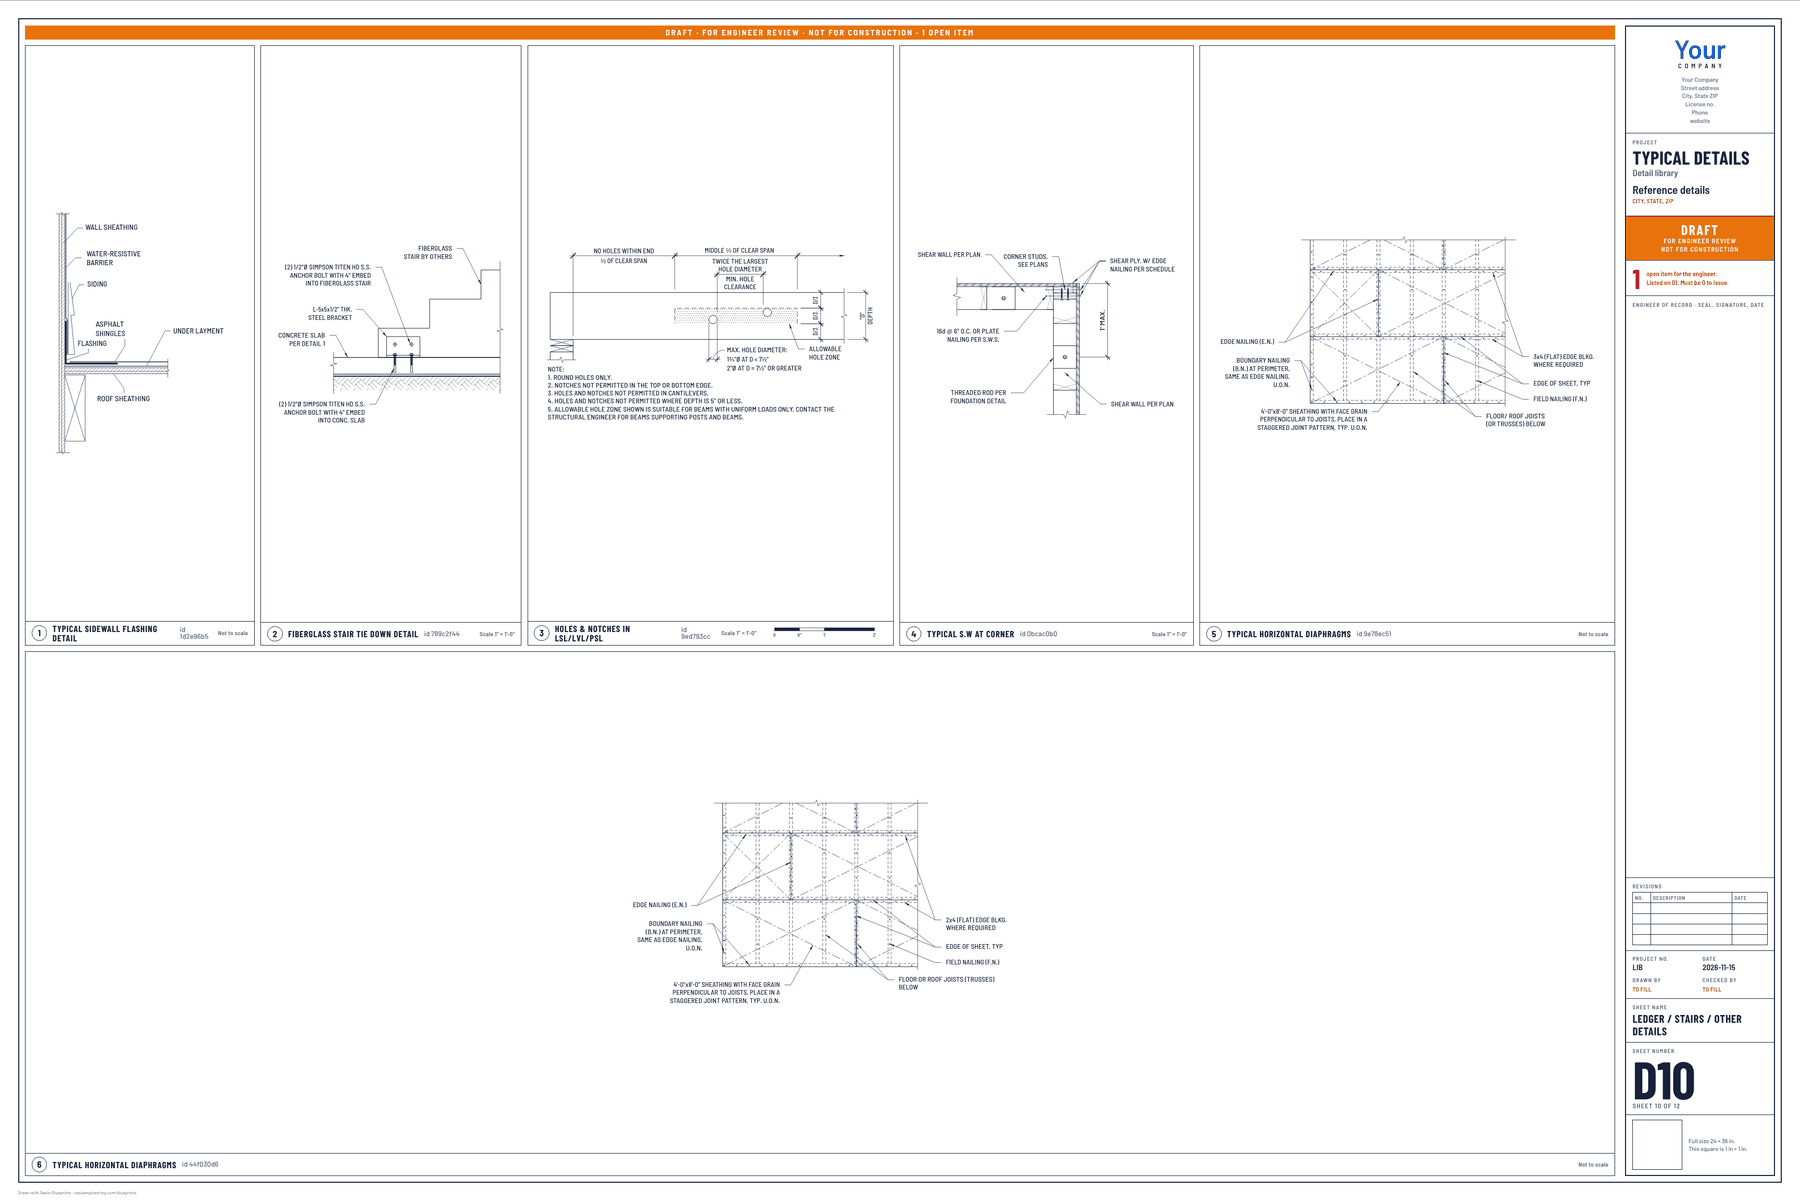 DRAFT · FOR ENGINEER REVIEW · NOT FOR CONSTRUCTION · 1 OPEN ITEM
WALL SHEATHING
WATER-RESISTIVE
BARRIER
SIDING
ASPHALT
SHINGLES
FLASHING
UNDER LAYMENT
ROOF SHEATHING
1
TYPICAL SIDEWALL FLASHING
DETAIL
id
1d2e96b5
Not to scale
FIBERGLASS
STAIR BY OTHERS
(2) 1/2"Ø SIMPSON TITEN HD S.S.
ANCHOR BOLT WITH 4" EMBED
INTO FIBERGLASS STAIR
L-5x5x1/2" THK.
STEEL BRACKET
CONCRETE SLAB
PER DETAIL 1
(2) 1/2"Ø SIMPSON TITEN HD S.S.
ANCHOR BOLT WITH 4" EMBED
INTO CONC. SLAB
2
FIBERGLASS STAIR TIE DOWN DETAIL
id 789c2f44
Scale 1" = 1'-0"
NO HOLES WITHIN END
⅓ OF CLEAR SPAN
MIDDLE ⅓ OF CLEAR SPAN
TWICE THE LARGEST
HOLE DIAMETER
MIN. HOLE
CLEARANCE
D/3
D/3
D/3
"D"
DEPTH
MAX. HOLE DIAMETER:
1¾"Ø AT D < 7½"
2"Ø AT D = 7½" OR GREATER
ALLOWABLE
HOLE ZONE
NOTE:
1. ROUND HOLES ONLY.
2. NOTCHES NOT PERMITTED IN THE TOP OR BOTTOM EDGE.
3. HOLES AND NOTCHES NOT PERMITTED IN CANTILEVERS.
4. HOLES AND NOTCHES NOT PERMITTED WHERE DEPTH IS 5" OR LESS.
5. ALLOWABLE HOLE ZONE SHOWN IS SUITABLE FOR BEAMS WITH UNIFORM LOADS ONLY. CONTACT THE
STRUCTURAL ENGINEER FOR BEAMS SUPPORTING POSTS AND BEAMS.
3
HOLES & NOTCHES IN
LSL/LVL/PSL
id
9ed793cc
Scale 1" = 1'-0"
0
6"
1'
2'
SHEAR WALL PER PLAN
CORNER STUDS,
SEE PLANS
SHEAR PLY. W/ EDGE
NAILING PER SCHEDULE
16d @ 6" O.C. OR PLATE
NAILING PER S.W.S.
1' MAX.
THREADED ROD PER
FOUNDATION DETAIL
SHEAR WALL PER PLAN
4
TYPICAL S.W AT CORNER
id 0bcac0b0
Scale 1" = 1'-0"
EDGE NAILING (E.N.)
BOUNDARY NAILING
(B.N.) AT PERIMETER,
SAME AS EDGE NAILING,
U.O.N.
4'-0"x8'-0" SHEATHING WITH FACE GRAIN
PERPENDICULAR TO JOISTS, PLACE IN A
STAGGERED JOINT PATTERN, TYP. U.O.N.
3x4 (FLAT) EDGE BLKG.
WHERE REQUIRED
EDGE OF SHEET, TYP
FIELD NAILING (F.N.)
FLOOR/ ROOF JOISTS
(OR TRUSSES) BELOW
5
TYPICAL HORIZONTAL DIAPHRAGMS
id 9e78ec51
Not to scale
EDGE NAILING (E.N.)
BOUNDARY NAILING
(B.N.) AT PERIMETER,
SAME AS EDGE NAILING,
U.O.N.
4'-0"x8'-0" SHEATHING WITH FACE GRAIN
PERPENDICULAR TO JOISTS, PLACE IN A
STAGGERED JOINT PATTERN, TYP. U.O.N.
2x4 (FLAT) EDGE BLKG.
WHERE REQUIRED
EDGE OF SHEET, TYP
FIELD NAILING (F.N.)
FLOOR OR ROOF JOISTS (TRUSSES)
BELOW
6
TYPICAL HORIZONTAL DIAPHRAGMS
id 44f030d6
Not to scale
Your
COMPANY
Your Company
Street address
City, State ZIP
License no.
Phone
website
PROJECT
TYPICAL DETAILS
Detail library
Reference details
CITY, STATE, ZIP
DRAFT
FOR ENGINEER REVIEW
NOT FOR CONSTRUCTION
1
open item for the engineer.
Listed on D1. Must be 0 to issue.
ENGINEER OF RECORD · SEAL, SIGNATURE, DATE
REVISIONS
NO.
DESCRIPTION
DATE
PROJECT NO.
DATE
LIB
2026-11-15
DRAWN BY
CHECKED BY
TO FILL
TO FILL
SHEET NAME
LEDGER / STAIRS / OTHER
DETAILS
SHEET NUMBER
D10
SHEET 10 OF 12
Full size 24 × 36 in.
This square is 1 in × 1 in.